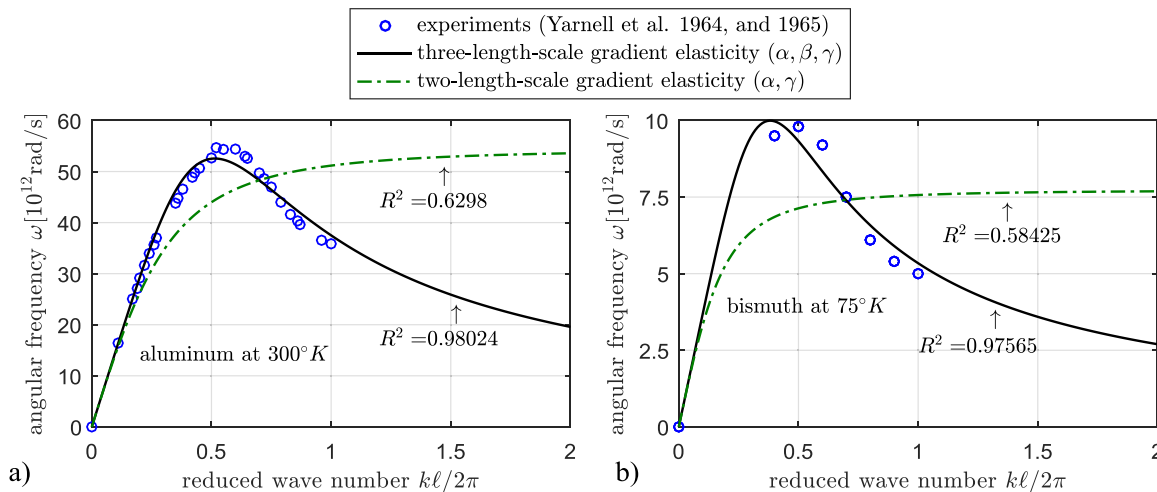 experiments (Yarnell et al. 1964, and 1965)
three-length-scale gradient elasticity (α, β, γ)
two-length-scale gradient elasticity (α, γ)
angular frequency ω[10¹²rad/s]
60
50
40
30
20
10
0
R² =0.6298
aluminum at 300°K
R² =0.98024
0 0.5 1 1.5 2
reduced wave number kℓ/2π
a)
angular frequency ω[10¹²rad/s]
10
7.5
5
2.5
0
R² =0.58425
bismuth at 75°K
R² =0.97565
0 0.5 1 1.5 2
reduced wave number kℓ/2π
b)